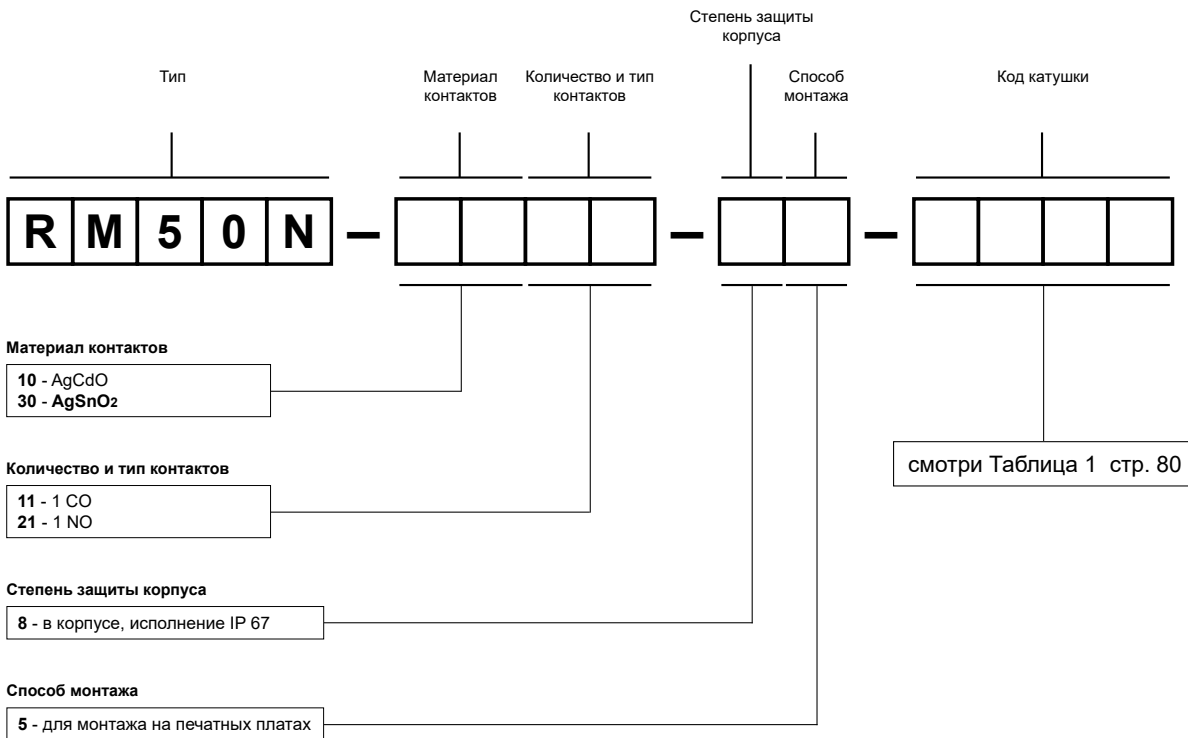 Степень защиты
корпуса
Тип
Материал
контактов
Количество и тип
контактов
Способ
монтажа
Код катушки
RM50N – –  –
Материал контактов
10 - AgCdO
30 - AgSnO2
Количество и тип контактов
11 - 1 CO
21 - 1 NO
смотри Таблица 1 стр. 80
Степень защиты корпуса
8 - в корпусе, исполнение IP 67
Способ монтажа
5 - для монтажа на печатных платах